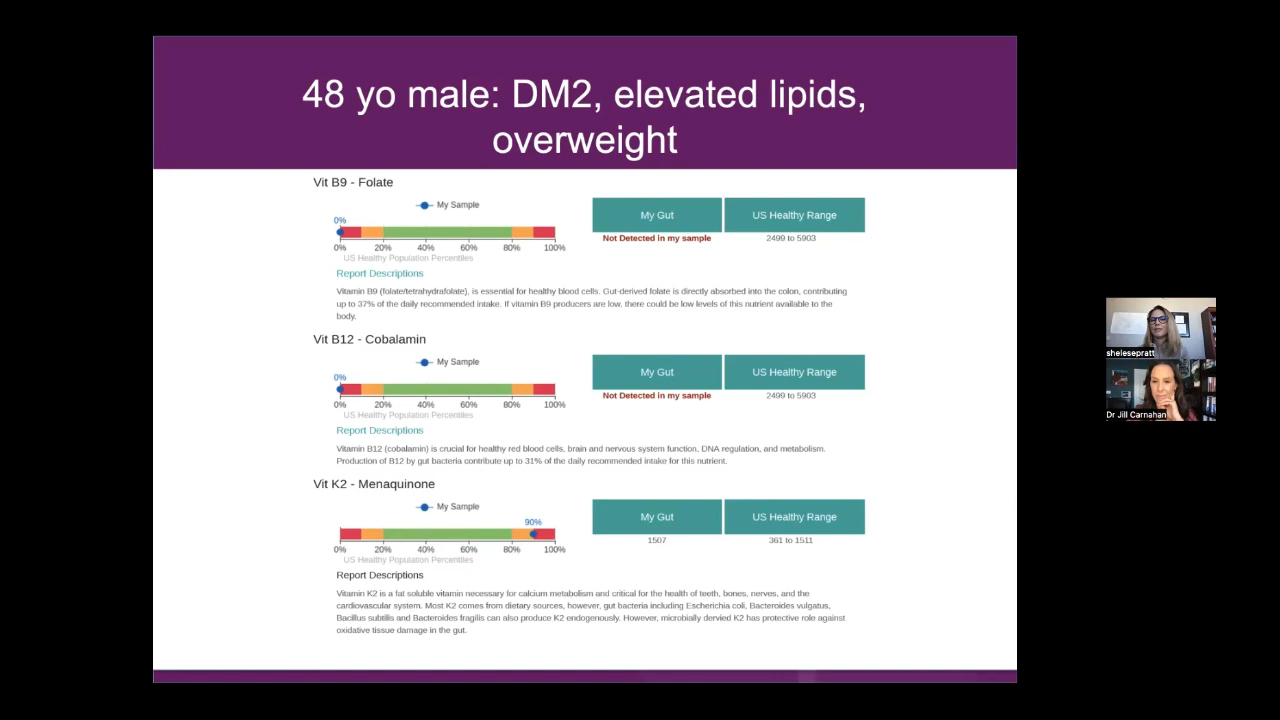 48 yo male: DM2, elevated lipids,
overweight
Vit B9 - Folate
My Sample
0%
0% 20% 40% 60% 80% 100%
US Healthy Population Percentiles
My Gut US Healthy Range
Not Detected in my sample 2499 to 5903
Report Descriptions
Vitamin B9 (folate/tetrahydrafolate), is essential for healthy blood cells. Gut-derived folate is directly absorbed into the colon, contributing
up to 37% of the daily recommended intake. If vitamin B9 producers are low, there could be low levels of this nutrient available to the
body.
Vit B12 - Cobalamin
My Sample
0%
0% 20% 40% 60% 80% 100%
US Healthy Population Percentiles
My Gut US Healthy Range
Not Detected in my sample 2499 to 5903
Report Descriptions
Vitamin B12 (cobalamin) is crucial for healthy red blood cells, brain and nervous system function, DNA regulation, and metabolism.
Production of B12 by gut bacteria contribute up to 31% of the daily recommended intake for this nutrient.
Vit K2 - Menaquinone
My Sample
90%
0% 20% 40% 60% 80% 100%
US Healthy Population Percentiles
My Gut US Healthy Range
1507 361 to 1511
Report Descriptions
Vitamin K2 is a fat soluble vitamin necessary for calcium metabolism and critical for the health of teeth, bones, nerves, and the
cardiovascular system. Most K2 comes from dietary sources, however, gut bacteria including Escherichia coli, Bacteroides vulgatus,
Bacillus subtilis and Bacteroides fragilis can also produce K2 endogenously. However, microbially dervied K2 has protective role against
oxidative tissue damage in the gut.
shelesepratt
Dr Jill Carnahan